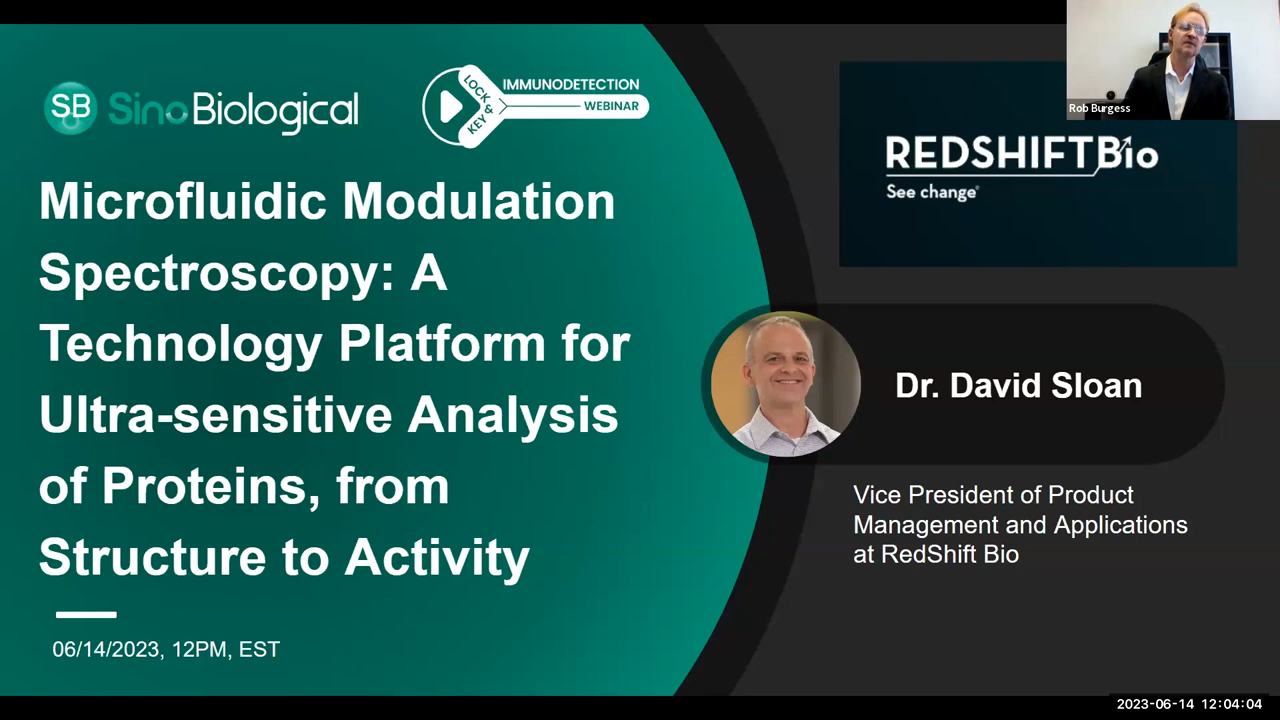 SB SinoBiological
LOCK & KEY
IMMUNODETECTION
WEBINAR
Microfluidic Modulation
Spectroscopy: A
Technology Platform for
Ultra-sensitive Analysis
of Proteins, from
Structure to Activity
06/14/2023, 12PM, EST
REDSHIFTBio
See change®
Dr. David Sloan
Vice President of Product
Management and Applications
at RedShift Bio
Rob Burgess
2023-06-14 12:04:04